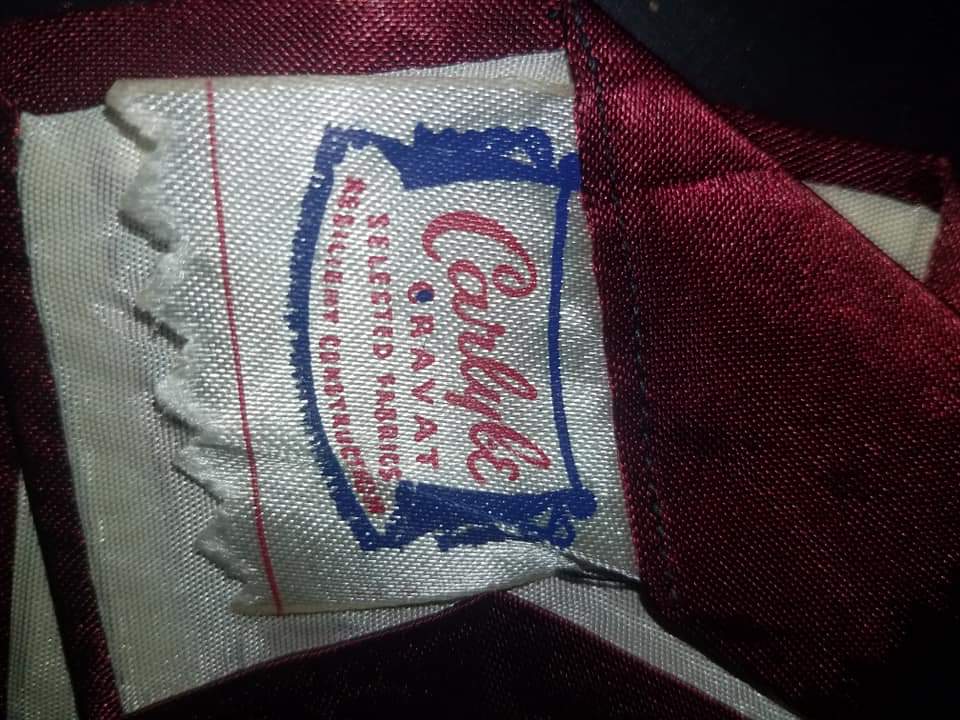 Carlyle
CRAVAT
SELECTED FABRICS
RESILIENT CONSTRUCTION